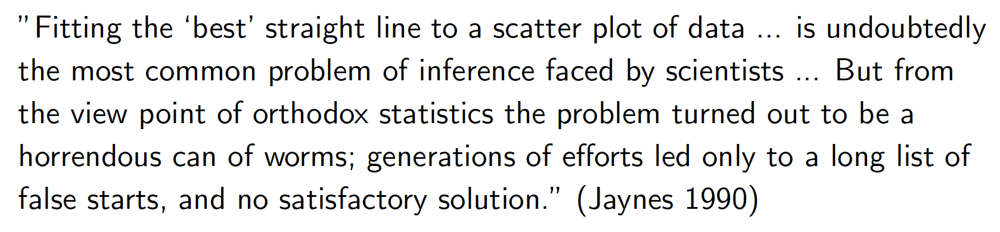 ”Fitting the ‘best’ straight line to a scatter plot of data ... is undoubtedly
the most common problem of inference faced by scientists ... But from
the view point of orthodox statistics the problem turned out to be a
horrendous can of worms; generations of efforts led only to a long list of
false starts, and no satisfactory solution.” (Jaynes 1990)